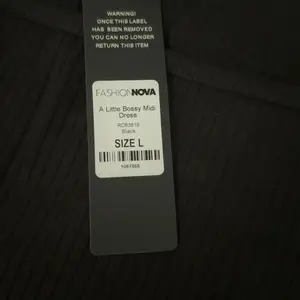 WARNING!
ONCE THIS LABEL
HAS BEEN REMOVED
YOU CAN NO LONGER
RETURN THIS ITEM
FASHIONNOVA
A Little Bossy Midi
Dress
Black
SIZE L